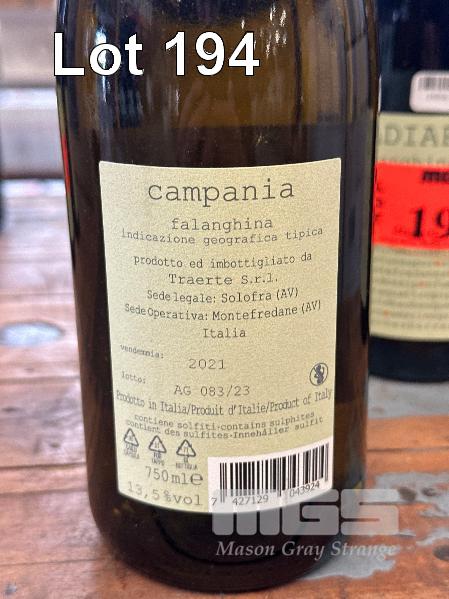 Lot 194
campania
falanghina
indicazione geografica tipica
prodotto ed imbottigliato da
Traerte S.r.l.
Sede legale: Solofra (AV)
Sede Operativa: Montefredane (AV)
Italia
vendemmia:
2021
lotto:
AG 083/23
Prodotto in Italia/Produit d'Italie/Product of Italy
contiene solfiti-contains sulphites
contient des sulfites-Innehåller sulfit
750ml e
13,5%vol
7 427129 043924
MGS
Mason Gray Strange
DIAB
19